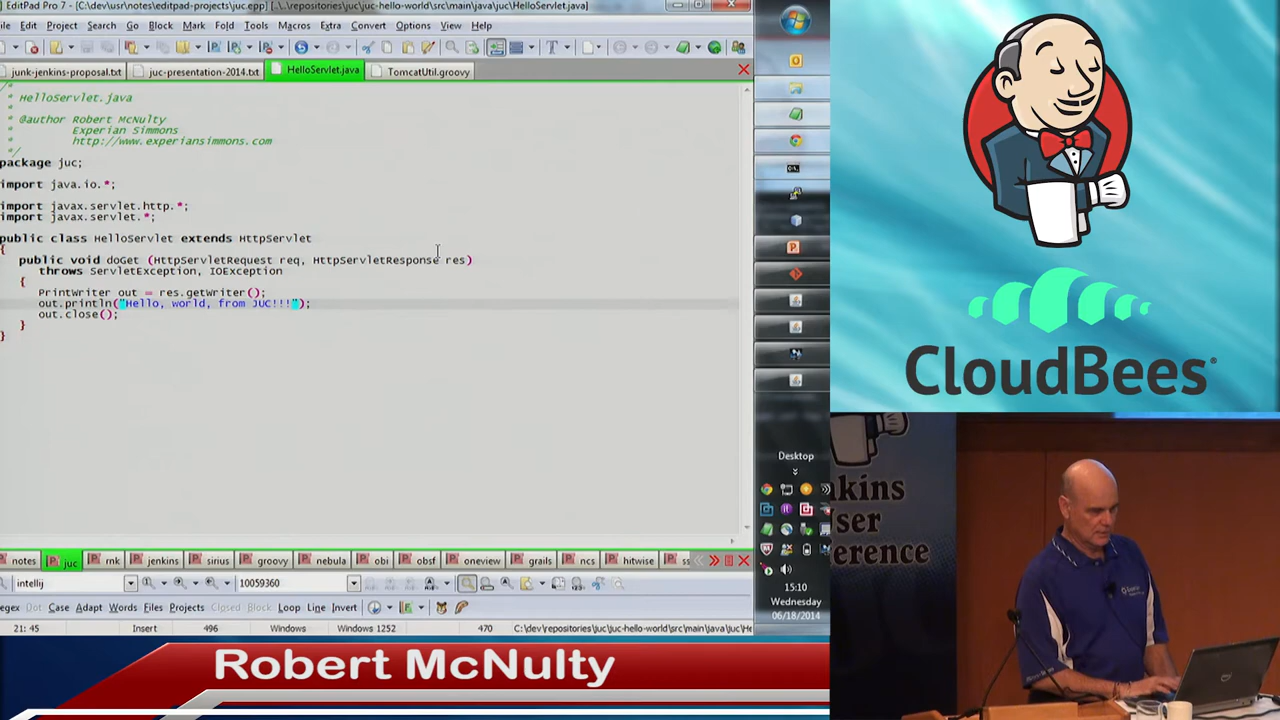 EditPad Pro 7 - [C:\dev\usr\notes\editpad-projects\juc.epp] [...\..\repositories\juc\juc-hello-world\src\main\java\juc\HelloServlet.java]
Edit Project Search Go Block Mark Fold Tools Macros Extra Convert Options View Help
junk-jenkins-proposal.txt juc-presentation-2014.txt HelloServlet.java TomcatUtil.groovy
/*
* HelloServlet.java
*
* @author Robert McNulty
* Experian Simmons
* http://www.experiansimmons.com
*/
package juc;
import java.io.*;
import javax.servlet.http.*;
import javax.servlet.*;
public class HelloServlet extends HttpServlet
{
public void doGet (HttpServletRequest req, HttpServletResponse res)
throws ServletException, IOException
{
PrintWriter out = res.getWriter();
out.println("Hello, world, from JUC!!!");
out.close();
}
}
notes juc rnk jenkins sirius groovy nebula obi obsf oneview grails ncs hitwise
intellij 10059360
Dot Case Adapt Words Files Projects Closed Block Loop Line Invert
21: 45 Insert 496 Windows Windows 1252 470 C:\dev\repositories\juc\juc-hello-world\src\main\java\juc\He
Desktop
15:10
Wednesday
06/18/2014
CloudBees
Robert McNulty